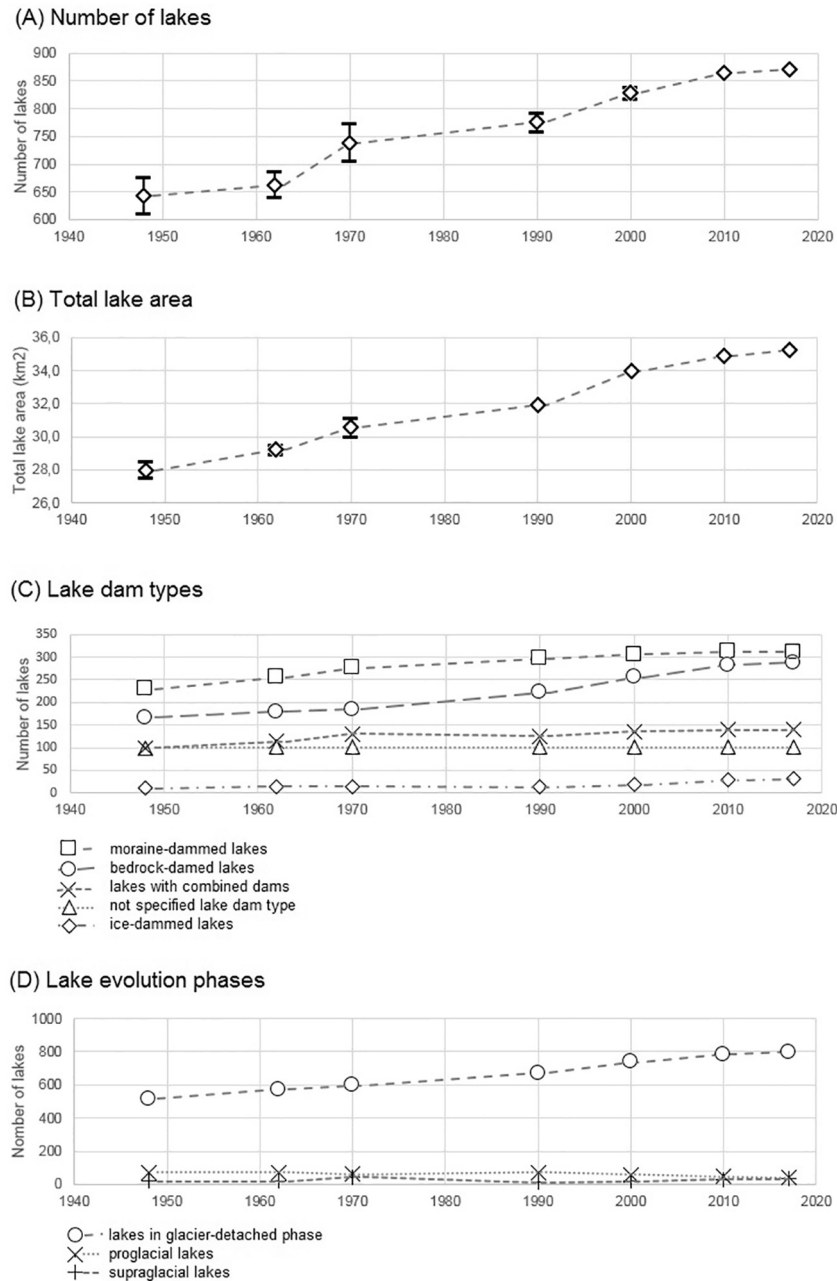 (A) Number of lakes
Number of lakes
900
850
800
750
700
650
600
1940 1950 1960 1970 1980 1990 2000 2010 2020
(B) Total lake area
Total lake area (km2)
36,0
34,0
32,0
30,0
28,0
26,0
1940 1950 1960 1970 1980 1990 2000 2010 2020
(C) Lake dam types
Number of lakes
350
300
250
200
150
100
50
0
1940 1950 1960 1970 1980 1990 2000 2010 2020
moraine-dammed lakes
bedrock-damed lakes
lakes with combined dams
not specified lake dam type
ice-dammed lakes
(D) Lake evolution phases
Nomber of lakes
1000
800
600
400
200
0
1940 1950 1960 1970 1980 1990 2000 2010 2020
lakes in glacier-detached phase
proglacial lakes
supraglacial lakes